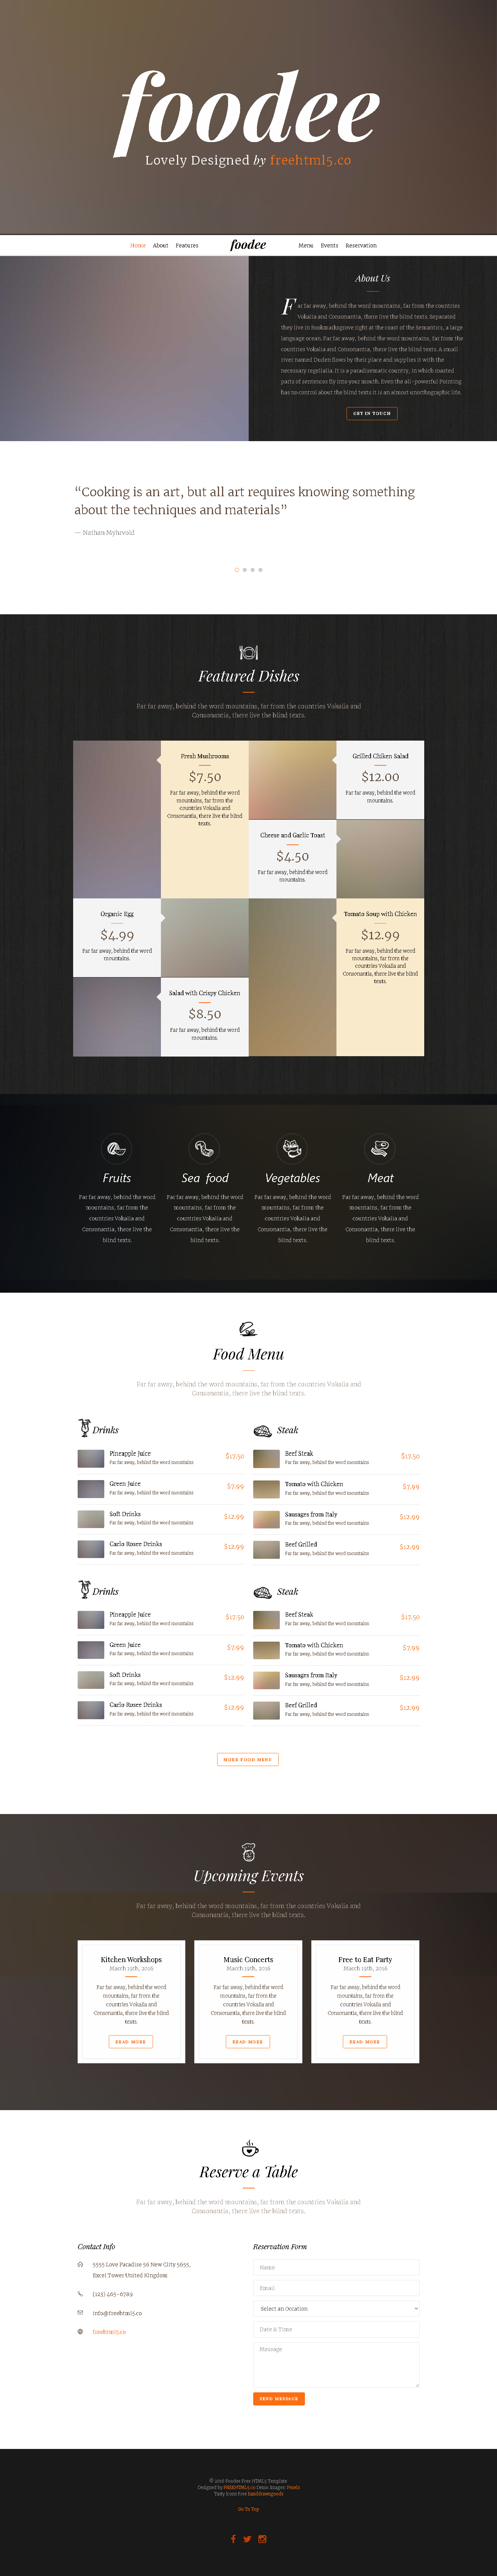 foodee
Lovely Designed by freehtml5.co
Home About Features foodee Menu Events Reservation
About Us
Far far away, behind the word mountains, far from the countries
Vokalia and Consonantia, there live the blind texts. Separated
they live in Bookmarksgrove right at the coast of the Semantics, a large
language ocean. Far far away, behind the word mountains, far from the
countries Vokalia and Consonantia, there live the blind texts. A small
river named Duden flows by their place and supplies it with the
necessary regelialia. It is a paradisematic country, in which roasted
parts of sentences fly into your mouth. Even the all-powerful Pointing
has no control about the blind texts it is an almost unorthographic life.
GET IN TOUCH
“Cooking is an art, but all art requires knowing something
about the techniques and materials”
— Nathan Myhrvold
Featured Dishes
Far far away, behind the word mountains, far from the countries Vokalia and
Consonantia, there live the blind texts.
Fresh Mushrooms
$7.50
Far far away, behind the word
mountains, far from the
countries Vokalia and
Consonantia, there live the blind
texts.
Grilled Chiken Salad
$12.00
Far far away, behind the word
mountains.
Cheese and Garlic Toast
$4.50
Far far away, behind the word
mountains.
Organic Egg
$4.99
Far far away, behind the word
mountains.
Tomato Soup with Chicken
$12.99
Far far away, behind the word
mountains, far from the
countries Vokalia and
Consonantia, there live the blind
texts.
Salad with Crispy Chicken
$8.50
Far far away, behind the word
mountains.
Fruits
Far far away, behind the word
mountains, far from the
countries Vokalia and
Consonantia, there live the
blind texts.
Sea food
Far far away, behind the word
mountains, far from the
countries Vokalia and
Consonantia, there live the
blind texts.
Vegetables
Far far away, behind the word
mountains, far from the
countries Vokalia and
Consonantia, there live the
blind texts.
Meat
Far far away, behind the word
mountains, far from the
countries Vokalia and
Consonantia, there live the
blind texts.
Food Menu
Far far away, behind the word mountains, far from the countries Vokalia and
Consonantia, there live the blind texts.
Drinks
Pineapple Juice $17.50
Far far away, behind the word mountains
Green Juice $7.99
Far far away, behind the word mountains
Soft Drinks $12.99
Far far away, behind the word mountains
Carlo Rosee Drinks $12.99
Far far away, behind the word mountains
Steak
Beef Steak $17.50
Far far away, behind the word mountains
Tomato with Chicken $7.99
Far far away, behind the word mountains
Sausages from Italy $12.99
Far far away, behind the word mountains
Beef Grilled $12.99
Far far away, behind the word mountains
Drinks
Pineapple Juice $17.50
Far far away, behind the word mountains
Green Juice $7.99
Far far away, behind the word mountains
Soft Drinks $12.99
Far far away, behind the word mountains
Carlo Rosee Drinks $12.99
Far far away, behind the word mountains
Steak
Beef Steak $17.50
Far far away, behind the word mountains
Tomato with Chicken $7.99
Far far away, behind the word mountains
Sausages from Italy $12.99
Far far away, behind the word mountains
Beef Grilled $12.99
Far far away, behind the word mountains
MORE FOOD MENU
Upcoming Events
Far far away, behind the word mountains, far from the countries Vokalia and
Consonantia, there live the blind texts.
Kitchen Workshops
March 19th, 2016
Far far away, behind the word
mountains, far from the
countries Vokalia and
Consonantia, there live the blind
texts.
READ MORE
Music Concerts
March 19th, 2016
Far far away, behind the word
mountains, far from the
countries Vokalia and
Consonantia, there live the blind
texts.
READ MORE
Free to Eat Party
March 19th, 2016
Far far away, behind the word
mountains, far from the
countries Vokalia and
Consonantia, there live the blind
texts.
READ MORE
Reserve a Table
Far far away, behind the word mountains, far from the countries Vokalia and
Consonantia, there live the blind texts.
Contact Info
5555 Love Paradise 56 New Clity 5655,
Excel Tower United Kingdom
(123) 465-6789
info@freehtml5.co
freehtml5.co
Reservation Form
Name
Email
Select an Occation
Date & Time
Message
SEND MESSAGE
© 2016 Foodee Free HTML5 Template
Designed by FREEHTML5.co Demo Images: Pexels
Tasty Icons Free handdrawngoods
Go To Top